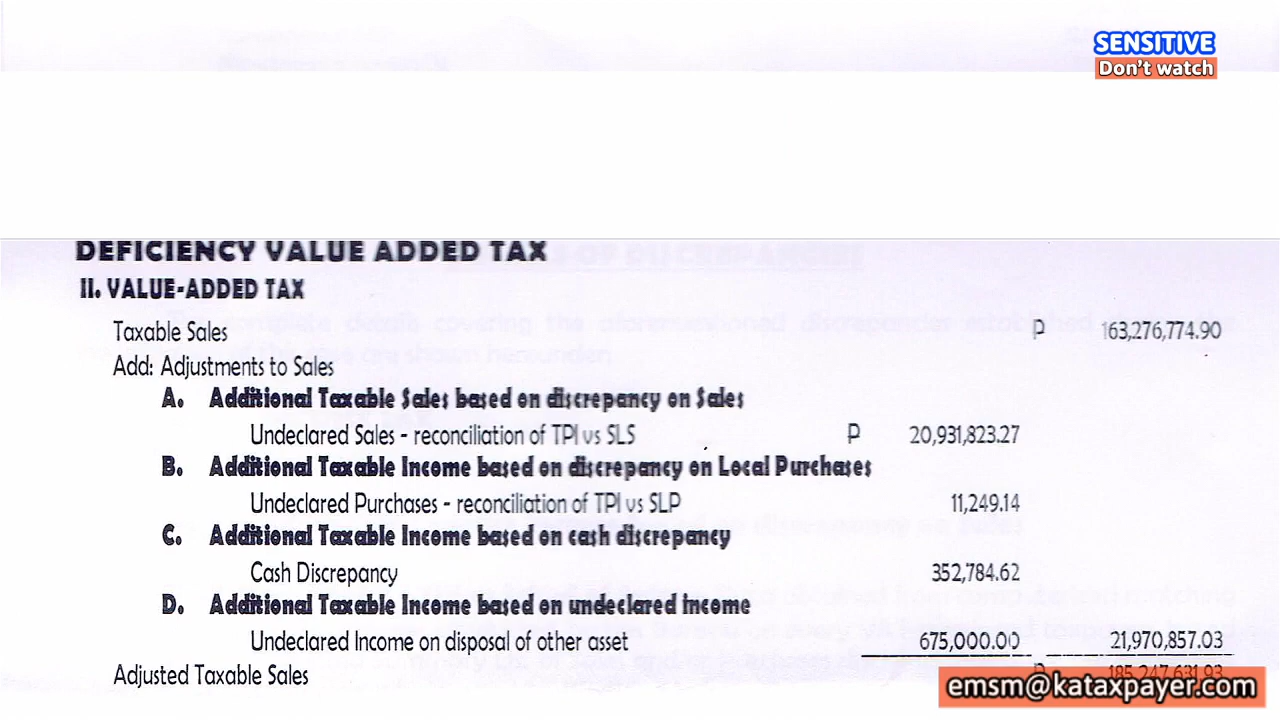 SENSITIVE
Don't watch
DEFICIENCY VALUE ADDED TAX
II. VALUE-ADDED TAX
Taxable Sales P 163,276,774.90
Add: Adjustments to Sales
A. Additional Taxable Sales based on discrepancy on Sales
Undeclared Sales - reconciliation of TPI vs SLS P 20,931,823.27
B. Additional Taxable Income based on discrepancy on Local Purchases
Undeclared Purchases - reconciliation of TPI vs SLP 11,249.14
C. Additional Taxable Income based on cash discrepancy
Cash Discrepancy 352,784.62
D. Additional Taxable Income based on undeclared income
Undeclared Income on disposal of other asset 675,000.00 21,970,857.03
Adjusted Taxable Sales P 185,247,631.93
emsm@kataxpayer.com